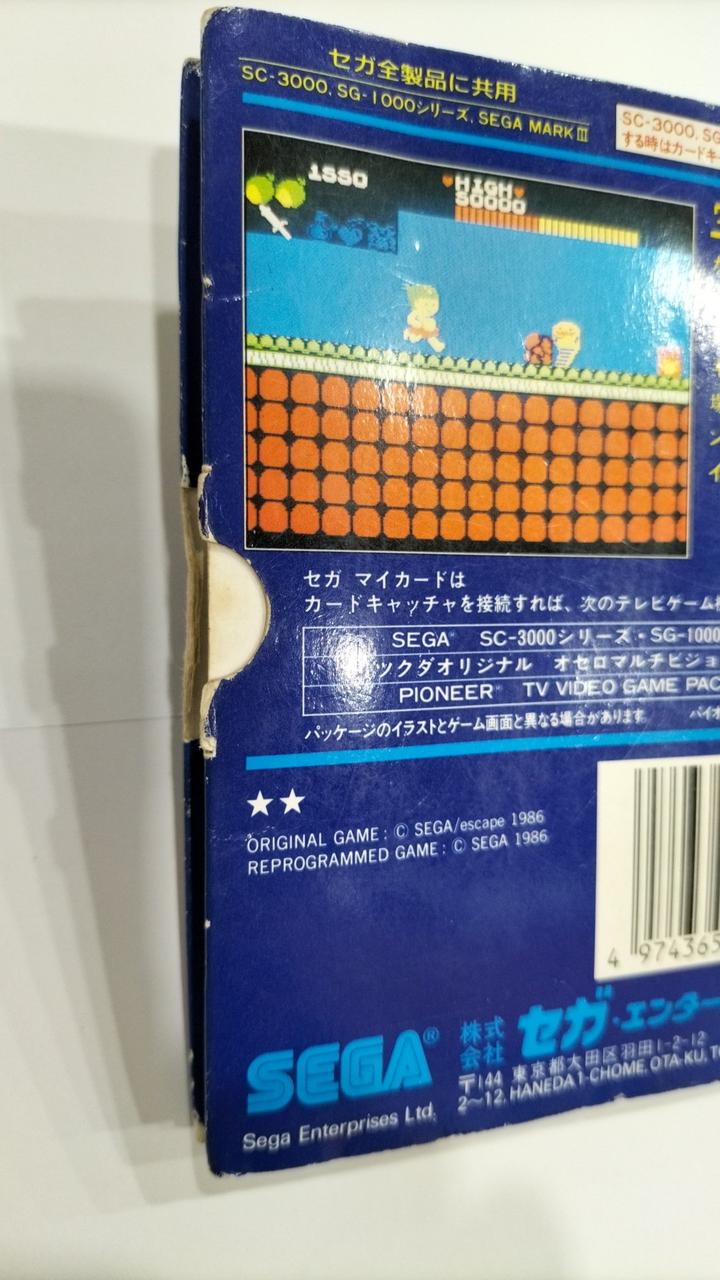 セガ全製品に共用
SC-3000, SG-1000シリーズ, SEGA MARK III
SC-3000, SG
する時はカードキ
1550
HIGH
30000
セガ マイカードは
カードキャッチャを接続すれば、次のテレビゲーム
SEGA® SC-3000シリーズ・SG-1000
ックダオリジナル オセロマルチビジョ
PIONEER® TV VIDEO GAME PAC
パッケージのイラストとゲーム画面と異なる場合があります パイオ
★★
ORIGINAL GAME : © SEGA/escape 1986
REPROGRAMMED GAME : © SEGA 1986
4 974365
SEGA®
株式会社 セガ・エンター
〒144 東京都大田区羽田1-2-12
2~12, HANEDA 1-CHOME, OTA-KU, TO
Sega Enterprises Ltd.